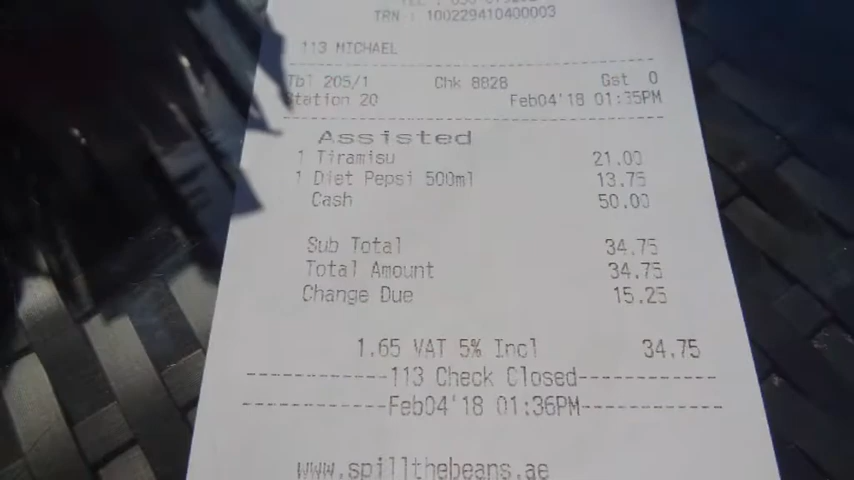 TRN : 100229410400003
113 MICHAEL
Tbl 205/1 Chk 8828 Gst 0
Station 20 Feb04'18 01:35PM
Assisted
1 Tiramisu 21.00
1 Diet Pepsi 500ml 13.75
Cash 50.00
Sub Total 34.75
Total Amount 34.75
Change Due 15.25
1.65 VAT 5% Incl 34.75
113 Check Closed
Feb04'18 01:36PM
www.spillthebeans.ae